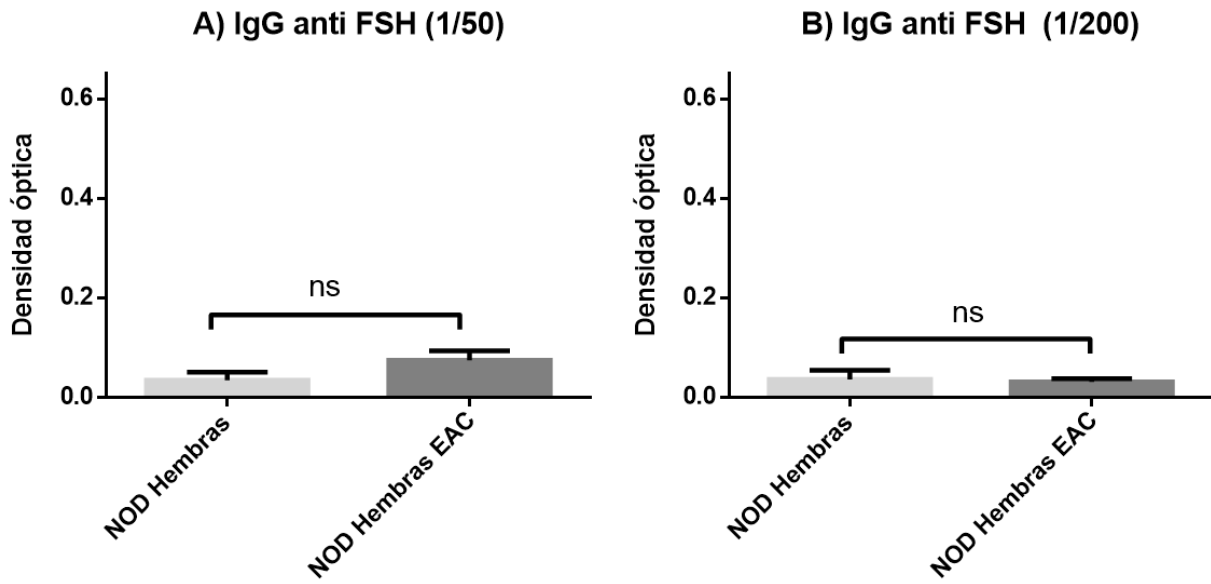 A) IgG anti FSH (1/50)
Densidad óptica
0.6
0.4
0.2
0.0
ns
NOD Hembras
NOD Hembras EAC
B) IgG anti FSH (1/200)
Densidad óptica
0.6
0.4
0.2
0.0
ns
NOD Hembras
NOD Hembras EAC